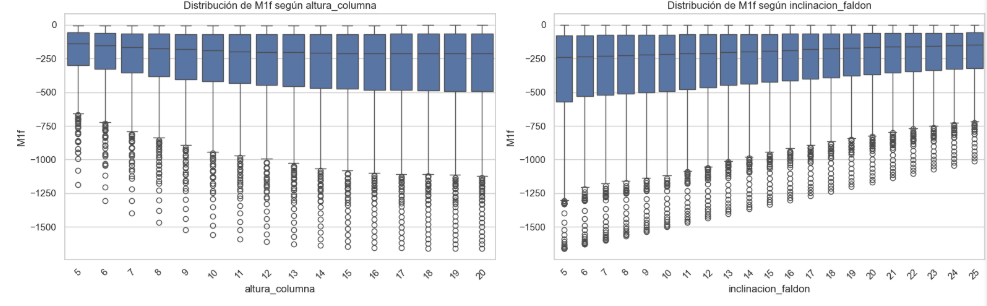 Distribución de M1f según altura_columna
0
−250
−500
−750
−1000
−1250
−1500
M1f
5 6 7 8 9 10 11 12 13 14 15 16 17 18 19 20
altura_columna
Distribución de M1f según inclinacion_faldon
0
−250
−500
−750
−1000
−1250
−1500
M1f
5 6 7 8 9 10 11 12 13 14 15 16 17 18 19 20 21 22 23 24 25
inclinacion_faldon